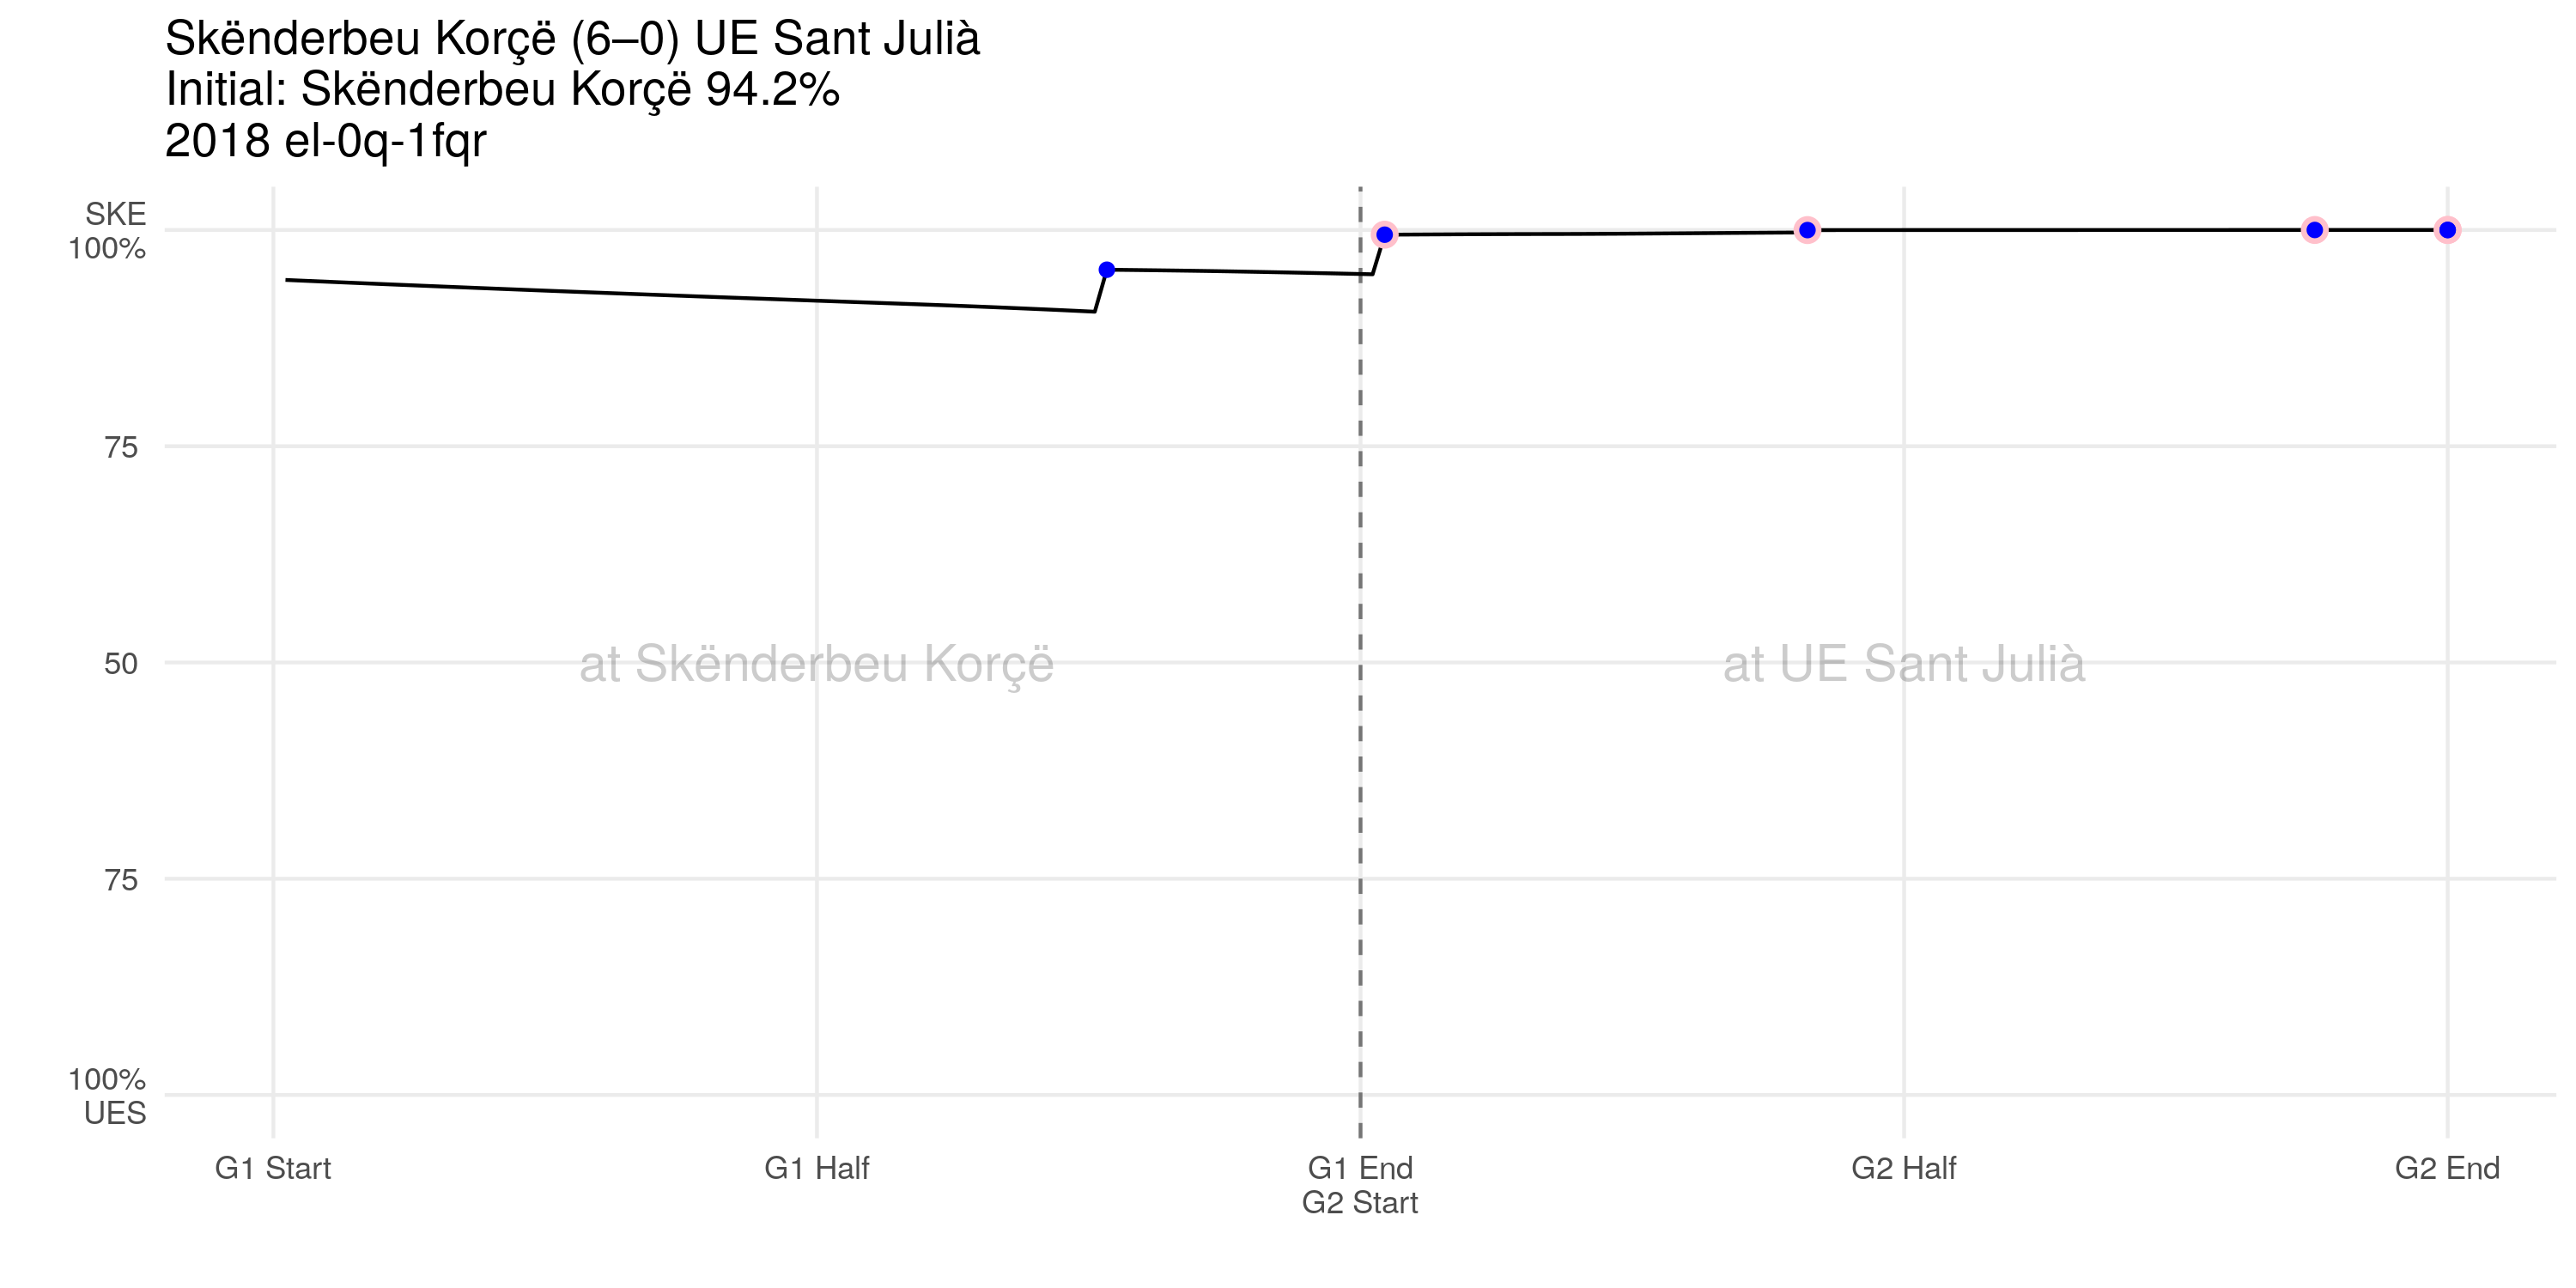 Skënderbeu Korçë (6–0) UE Sant Julià
Initial: Skënderbeu Korçë 94.2%
2018 el-0q-1fqr
SKE
100%
75
50
75
100%
UES
at Skënderbeu Korçë
at UE Sant Julià
G1 Start
G1 Half
G1 End
G2 Start
G2 Half
G2 End